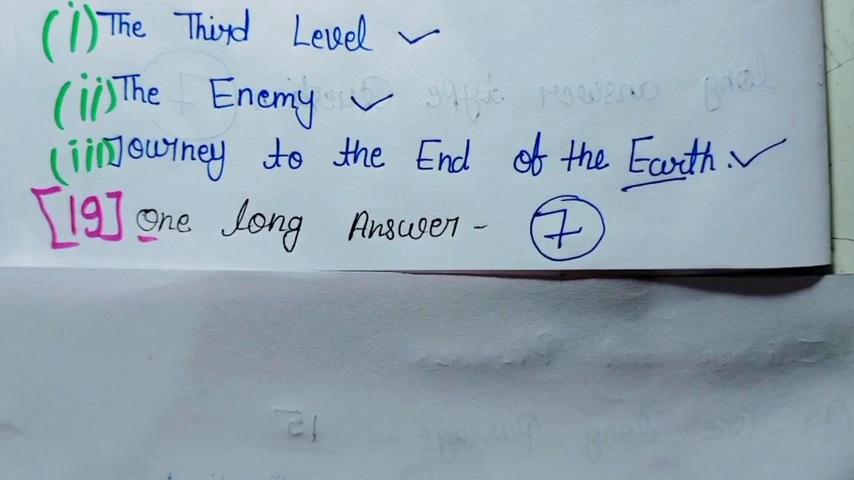 (i) The Third Level ✓
(ii) The Enemy ✓
(iii) Journey to the End of the Earth. ✓
[19] One long Answer - 7